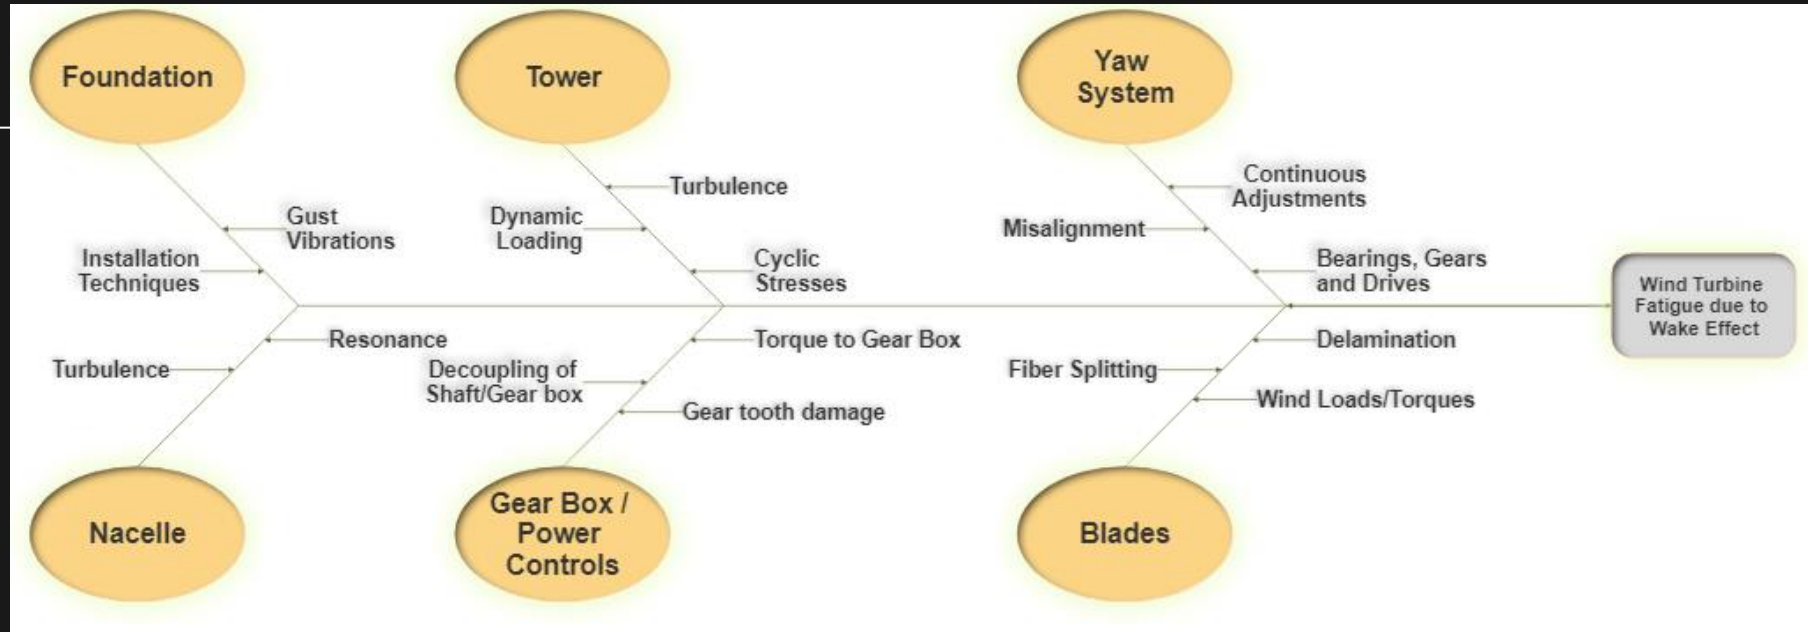 Foundation
Tower
Yaw
System
Continuous
Adjustments
Turbulence
Gust
Vibrations
Dynamic
Loading
Misalignment
Installation
Techniques
Cyclic
Stresses
Bearings, Gears
and Drives
Wind Turbine
Fatigue due to
Wake Effect
Resonance
Torque to Gear Box
Delamination
Turbulence
Decoupling of
Shaft/Gear box
Fiber Splitting
Gear tooth damage
Wind Loads/Torques
Nacelle
Gear Box /
Power
Controls
Blades